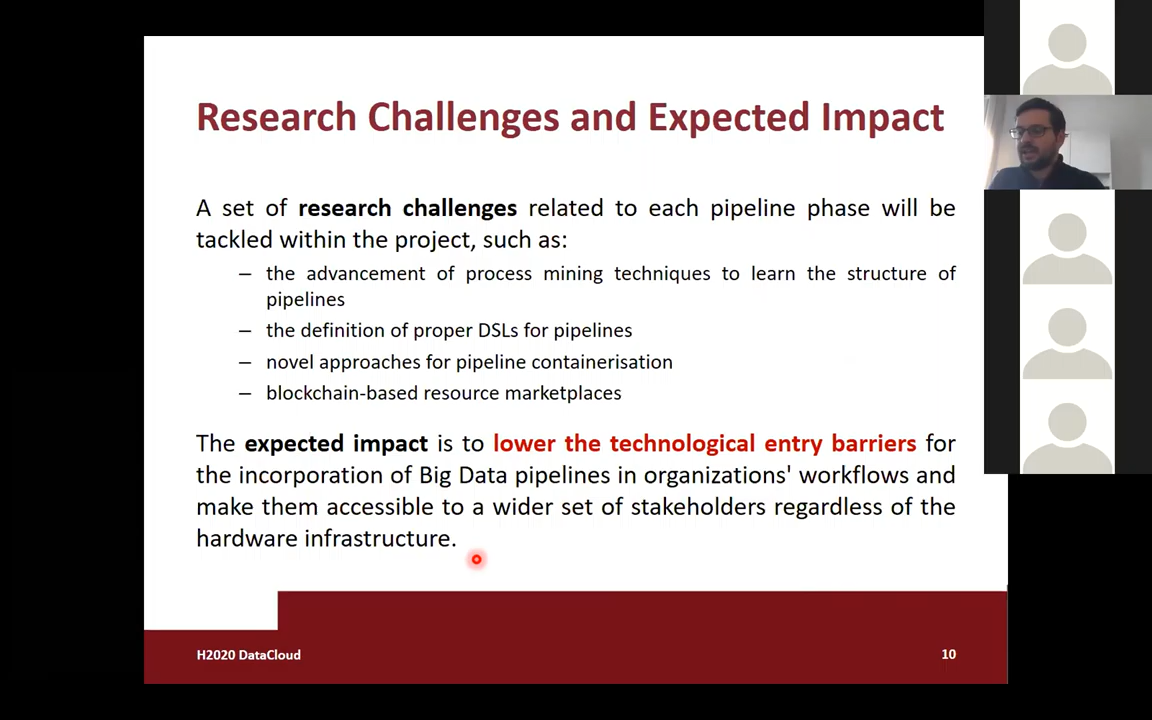 Research Challenges and Expected Impact
A set of research challenges related to each pipeline phase will be
tackled within the project, such as:
– the advancement of process mining techniques to learn the structure of
pipelines
– the definition of proper DSLs for pipelines
– novel approaches for pipeline containerisation
– blockchain-based resource marketplaces
The expected impact is to lower the technological entry barriers for
the incorporation of Big Data pipelines in organizations' workflows and
make them accessible to a wider set of stakeholders regardless of the
hardware infrastructure.
H2020 DataCloud
10